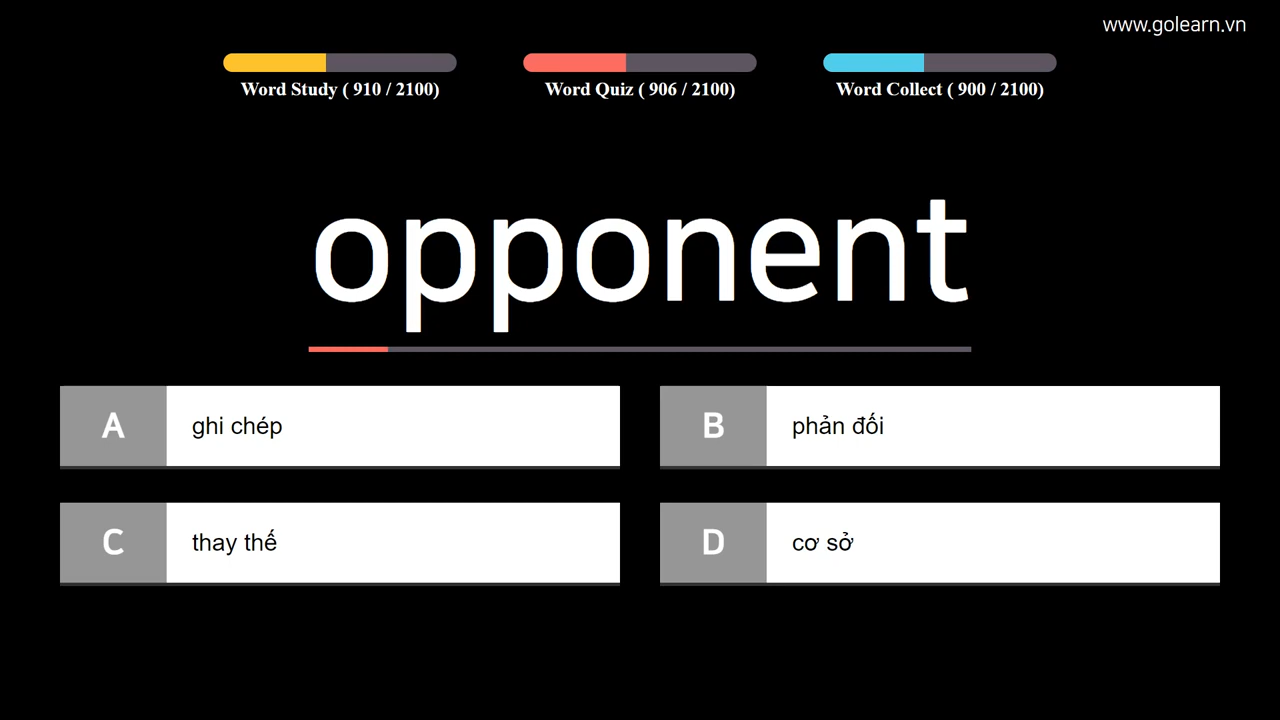 www.golearn.vn
Word Study ( 910 / 2100)
Word Quiz ( 906 / 2100)
Word Collect ( 900 / 2100)
opponent
A
ghi chép
B
phản đối
C
thay thế
D
cơ sở